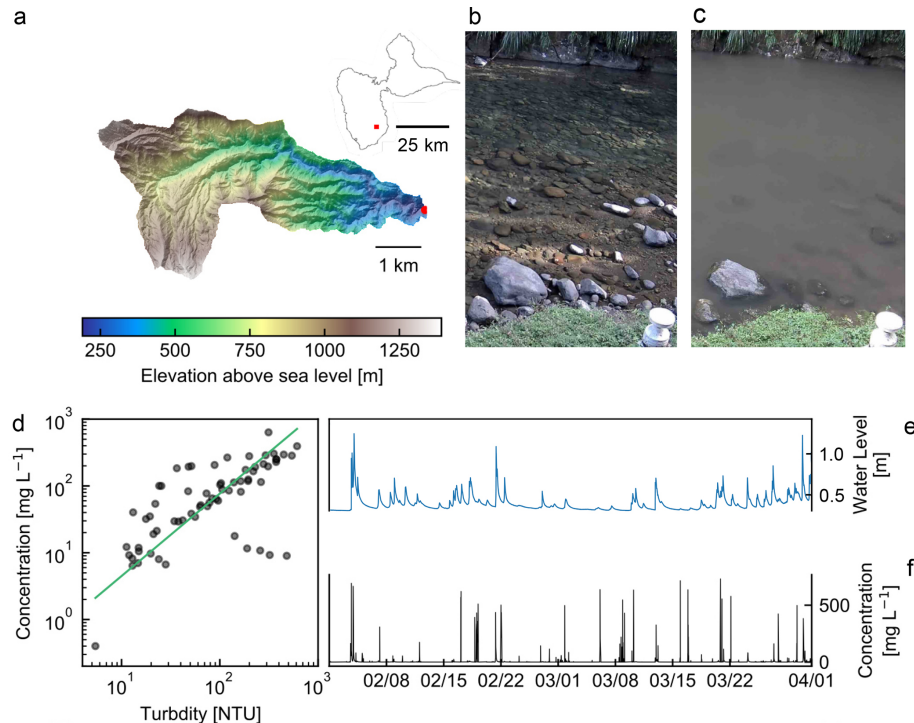 a
b
c
25 km
1 km
250 500 750 1000 1250
Elevation above sea level [m]
d
10³
10²
10¹
10⁰
Concentration [mg L⁻¹]
10¹ 10² 10³
Turbdity [NTU]
e
1.0
0.5
Water Level
[m]
f
500
0
Concentration
[mg L⁻¹]
02/08 02/15 02/22 03/01 03/08 03/15 03/22 04/01